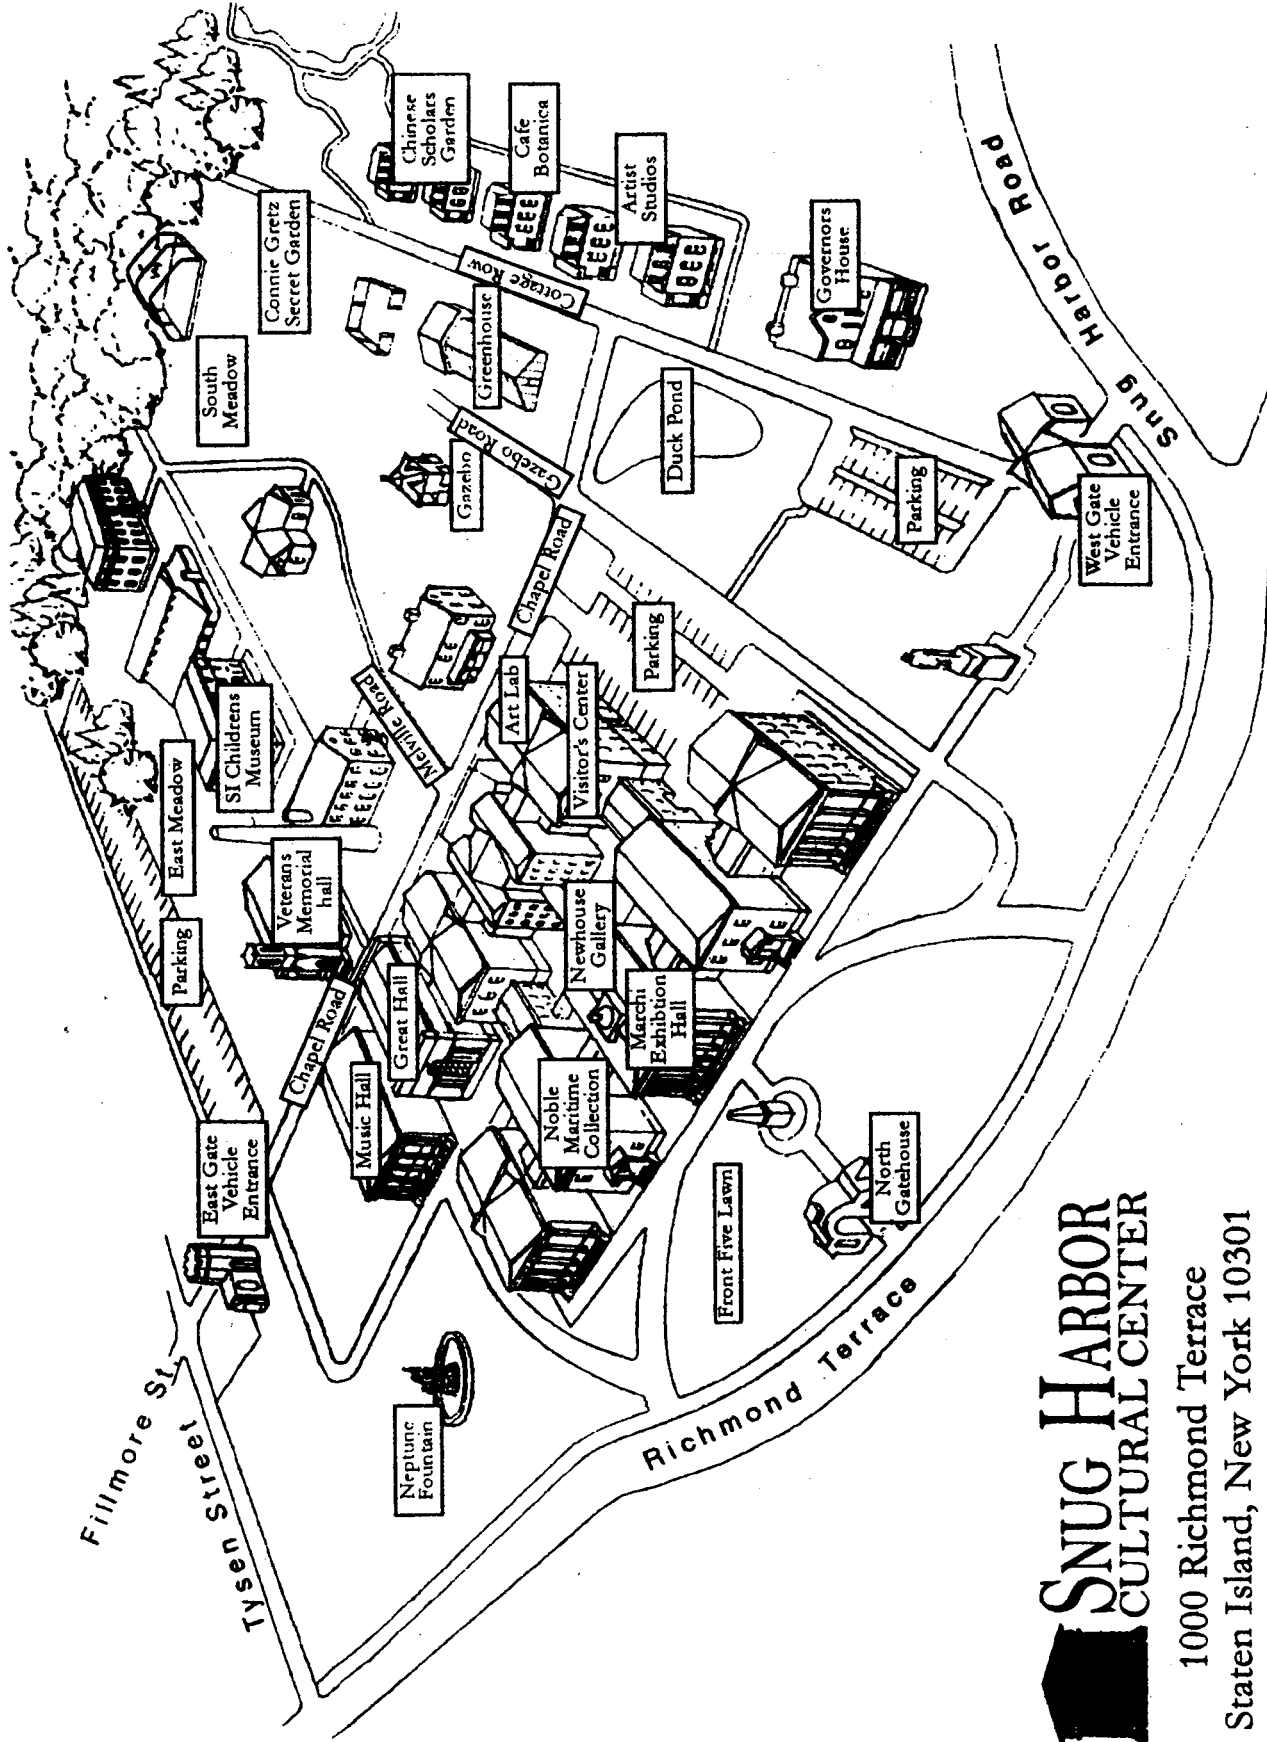 Fillmore St.
Tysen Street
Parking
East Meadow
South
Meadow
East Gate
Vehicle
Entrance
SI Childrens
Museum
Connie Gretz
Secret Garden
Veterans
Memorial
hall
Chapel Road
Music Hall
Great Hall
Melville Road
Neptune
Fountain
Chinese
Scholars
Garden
Gazebo
Gazebo Road
Greenhouse
Cottage Row
Cafe
Botanica
Art Lab
Chapel Road
Noble
Maritime
Collection
Newhouse
Gallery
Visitor's Center
Artist
Studios
Marchi
Exhibtion
Hall
Parking
Duck Pond
Front Five Lawn
Richmond Terrace
Governors
House
North
Gatehouse
Parking
West Gate
Vehicle
Entrance
Snug Harbor Road
SNUG HARBOR
CULTURAL CENTER
1000 Richmond Terrace
Staten Island, New York 10301